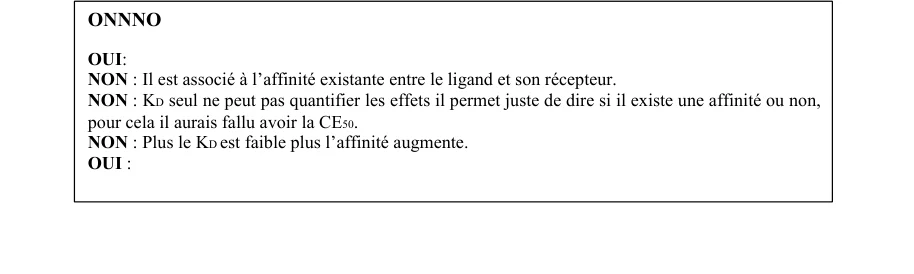 ONNNO
OUI:
NON : Il est associé à l’affinité existante entre le ligand et son récepteur.
NON : KD seul ne peut pas quantifier les effets il permet juste de dire si il existe une affinité ou non,
pour cela il aurais fallu avoir la CE50.
NON : Plus le KD est faible plus l’affinité augmente.
OUI :